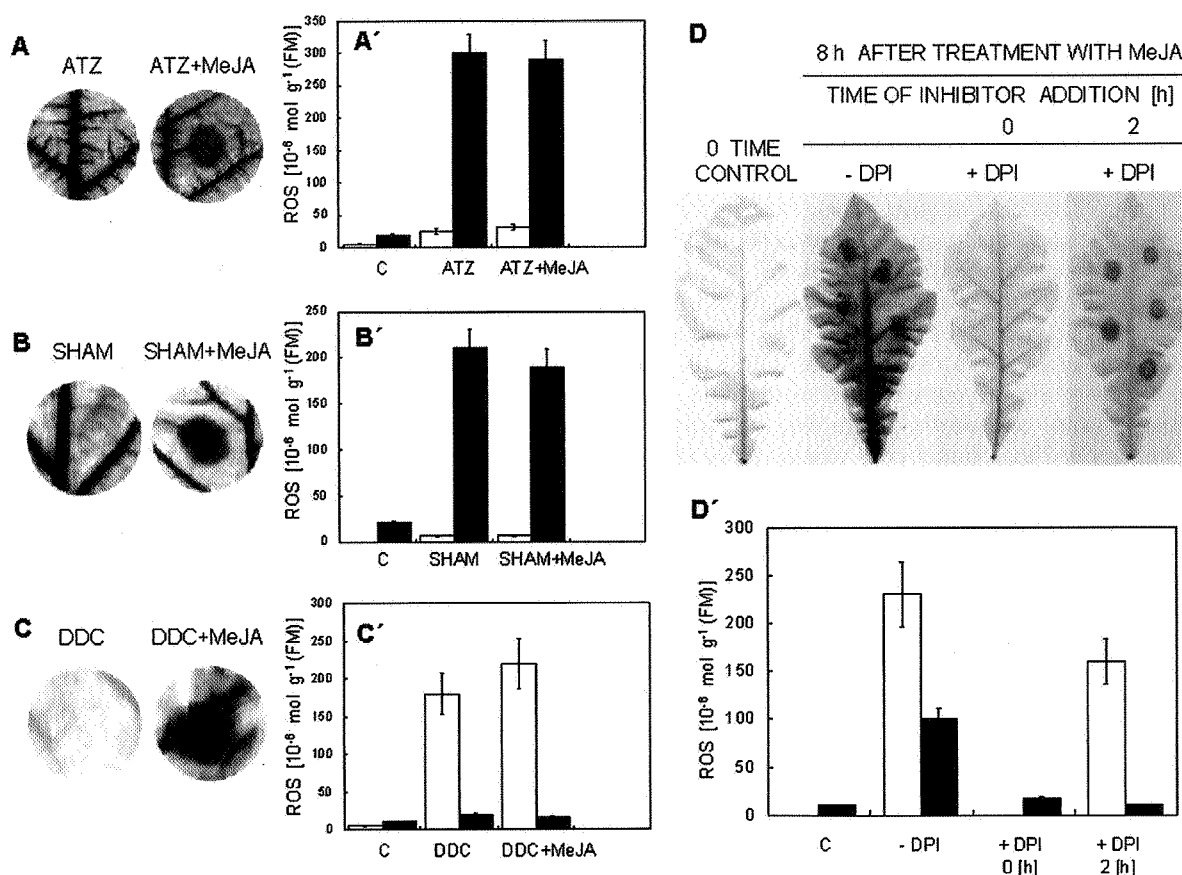 A
ATZ ATZ+MeJA
A´
ROS [10⁻⁶ mol g⁻¹ (FM)]
350
300
250
200
150
100
50
0
C ATZ ATZ+MeJA
B
SHAM SHAM+MeJA
B´
ROS [10⁻⁶ mol g⁻¹ (FM)]
250
200
150
100
50
0
C SHAM SHAM+MeJA
C
DDC DDC+MeJA
C´
ROS [10⁻⁶ mol g⁻¹ (FM)]
300
250
200
150
100
50
0
C DDC DDC+MeJA
D
8 h AFTER TREATMENT WITH MeJA
TIME OF INHIBITOR ADDITION [h]
0 2
0 TIME
CONTROL - DPI + DPI + DPI
D´
ROS [10⁻⁶ mol g⁻¹ (FM)]
300
250
200
150
100
50
0
C - DPI + DPI + DPI
0 [h] 2 [h]